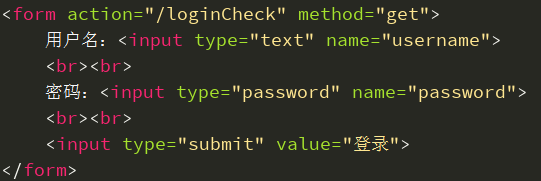 <form action="/loginCheck" method="get">
用户名：<input type="text" name="username">
<br><br>
密码：<input type="password" name="password">
<br><br>
<input type="submit" value="登录">
</form>